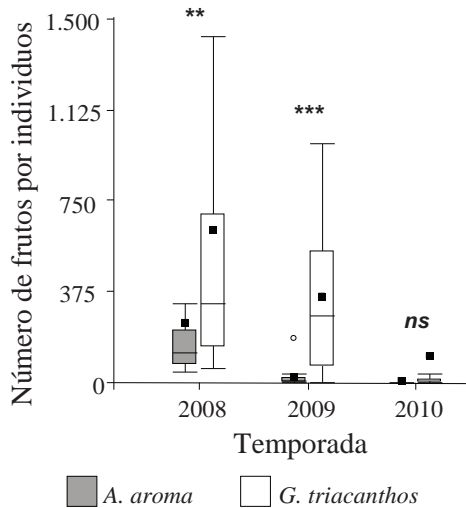 Número de frutos por individuos
1.500
1.125
750
375
0
**
***
ns
2008
2009
2010
Temporada
A. aroma
G. triacanthos